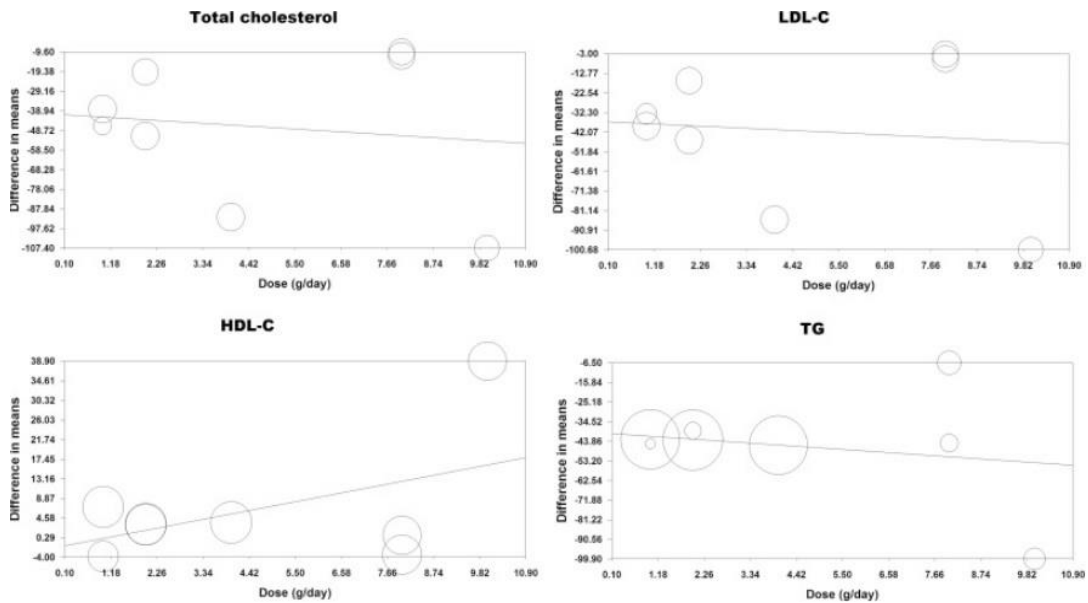 Total cholesterol
Difference in means
-9.60
-19.38
-29.16
-38.94
-48.72
-58.50
-68.28
-78.06
-87.84
-97.62
-107.40
0.10 1.18 2.26 3.34 4.42 5.50 6.58 7.66 8.74 9.82 10.90
Dose (g/day)
LDL-C
Difference in means
-3.00
-12.77
-22.54
-32.30
-42.07
-51.84
-61.61
-71.38
-81.14
-90.91
-100.68
0.10 1.18 2.26 3.34 4.42 5.50 6.58 7.66 8.74 9.82 10.90
Dose (g/day)
HDL-C
Difference in means
38.90
34.61
30.32
26.03
21.74
17.45
13.16
8.87
4.58
0.29
-4.00
0.10 1.18 2.26 3.34 4.42 5.50 6.58 7.66 8.74 9.82 10.90
Dose (g/day)
TG
Difference in means
-6.50
-15.84
-25.18
-34.52
-43.86
-53.20
-62.54
-71.88
-81.22
-90.56
-99.90
0.10 1.18 2.26 3.34 4.42 5.50 6.58 7.66 8.74 9.82 10.90
Dose (g/day)